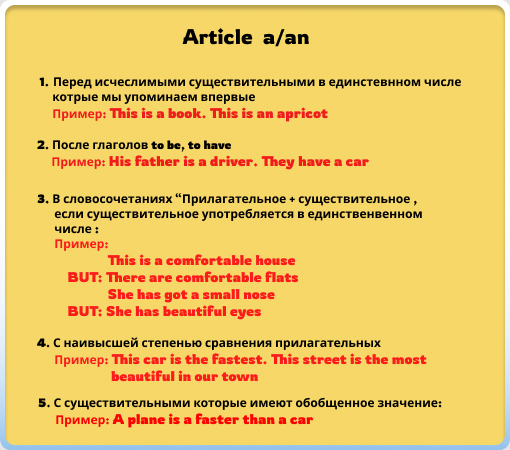 Article a/an
1. Перед исчеслимыми существительными в единстевнном числе
котрые мы упоминаем впервые
Пример: This is a book. This is an apricot
2. После глаголов to be, to have
Пример: His father is a driver. They have a car
3. В словосочетаниях “Прилагательное + существительное ,
если существительное употребляется в единственвенном
числе :
Пример:
This is a comfortable house
BUT: There are comfortable flats
She has got a small nose
BUT: She has beautiful eyes
4. С наивысшей степенью сравнения прилагательных
Пример: This car is the fastest. This street is the most
beautiful in our town
5. С существительными которые имеют обобщенное значение:
Пример: A plane is a faster than a car